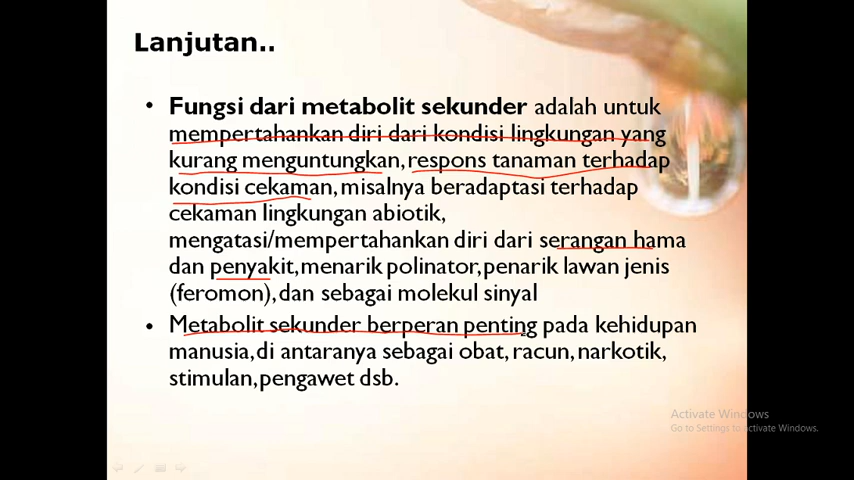 Lanjutan..
• Fungsi dari metabolit sekunder adalah untuk
mempertahankan diri dari kondisi lingkungan yang
kurang menguntungkan, respons tanaman terhadap
kondisi cekaman, misalnya beradaptasi terhadap
cekaman lingkungan abiotik,
mengatasi/mempertahankan diri dari serangan hama
dan penyakit, menarik polinator, penarik lawan jenis
(feromon), dan sebagai molekul sinyal
• Metabolit sekunder berperan penting pada kehidupan
manusia, di antaranya sebagai obat, racun, narkotik,
stimulan, pengawet dsb.
Activate Windows
Go to Settings to activate Windows.